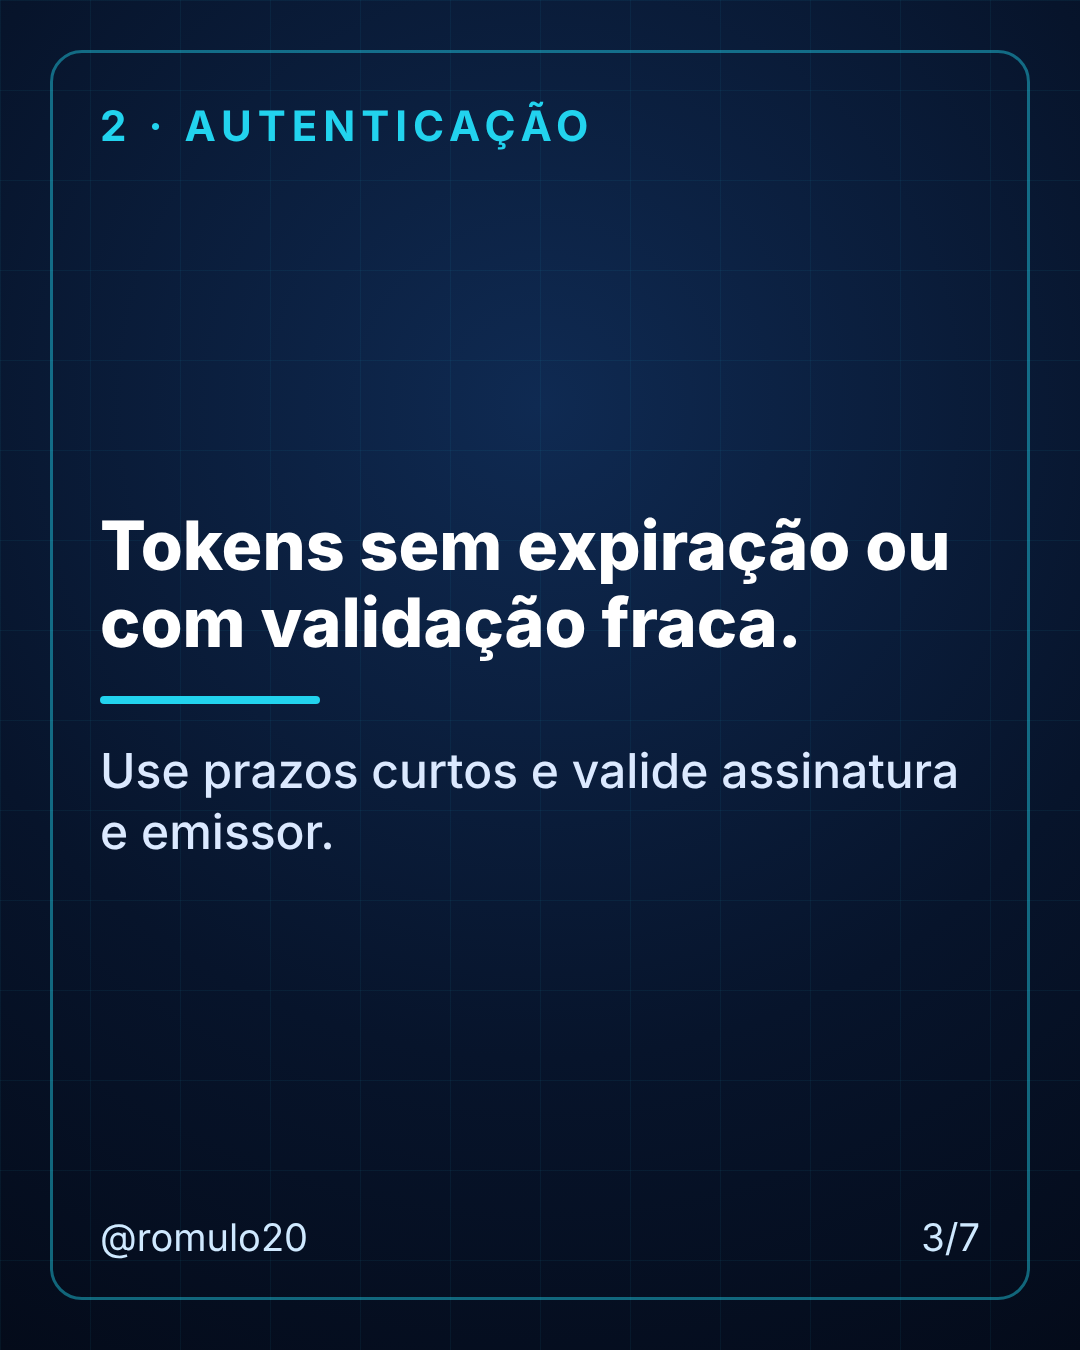 2 · AUTENTICAÇÃO
Tokens sem expiração ou
com validação fraca.
Use prazos curtos e valide assinatura
e emissor.
@romulo20
3/7